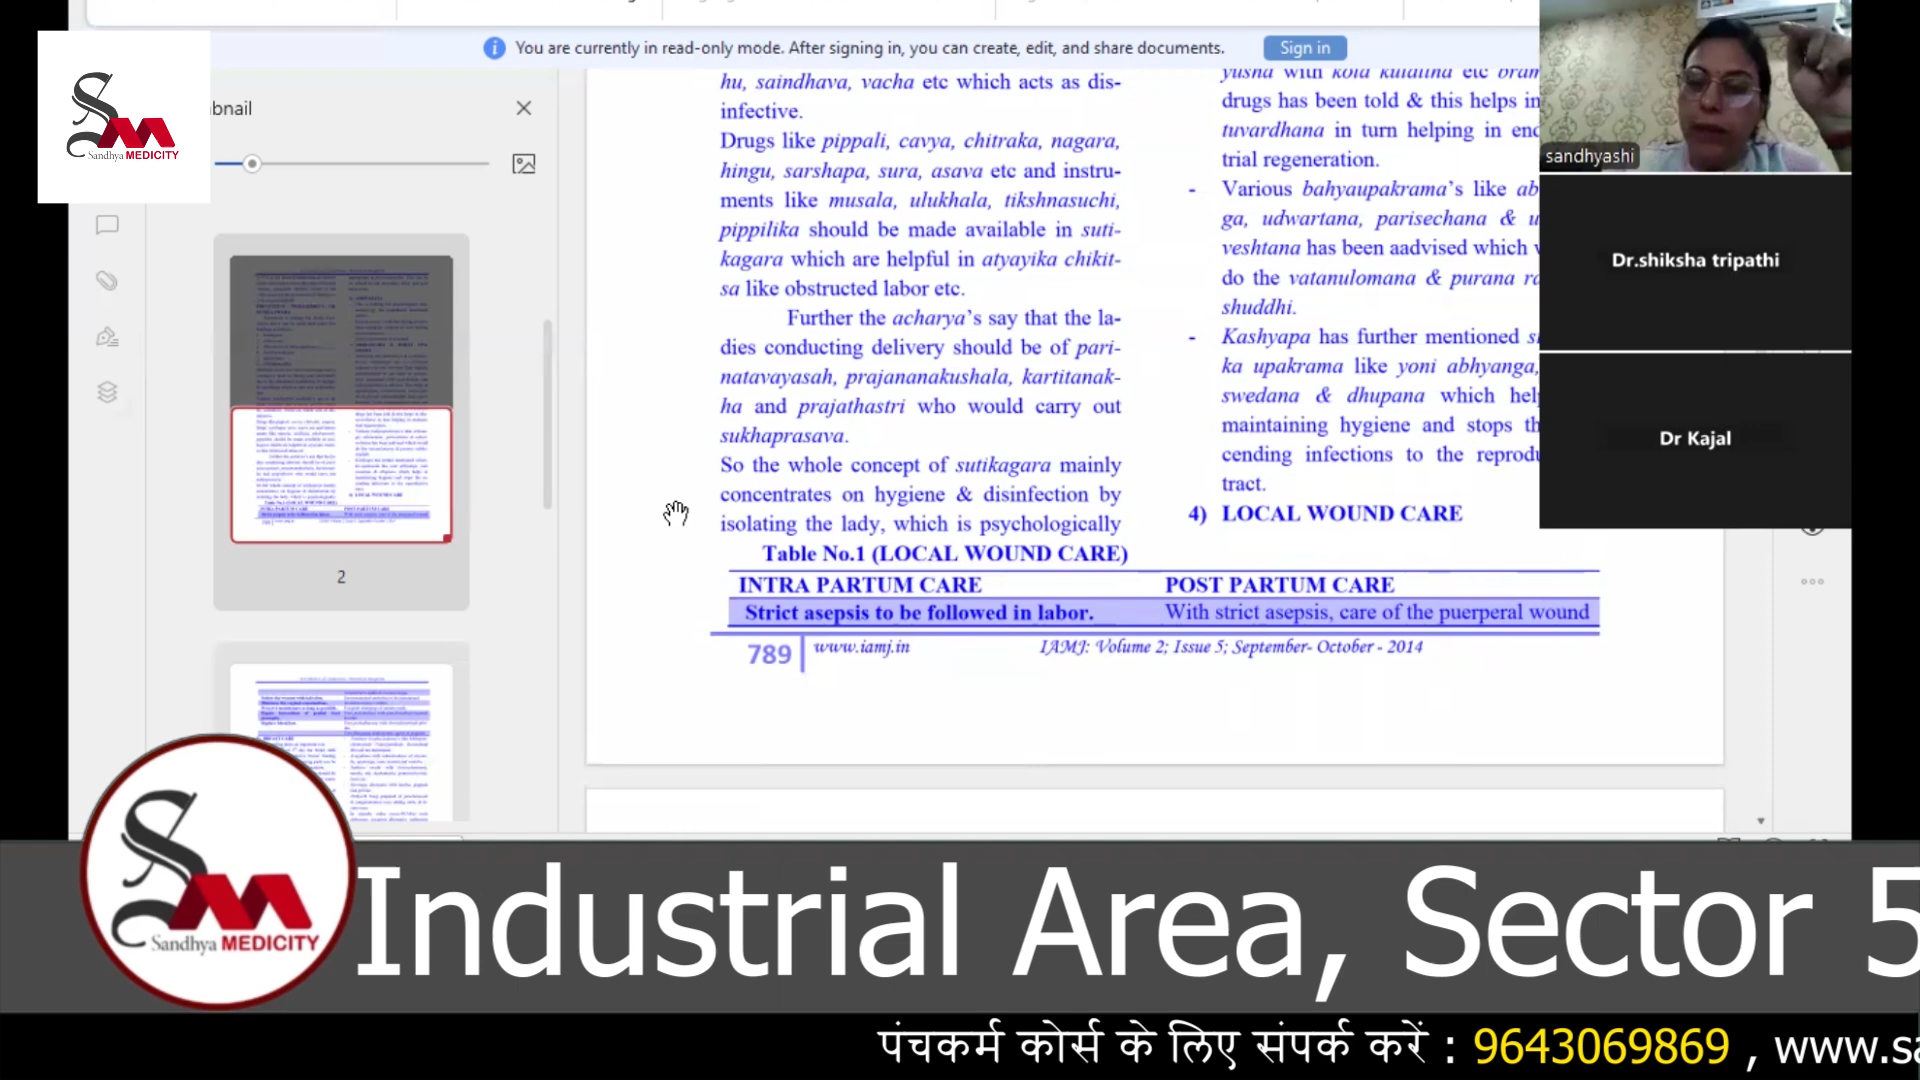 You are currently in read-only mode. After signing in, you can create, edit, and share documents.
Sign in
Sandhya MEDICITY
bnail
2
hu, saindhava, vacha etc which acts as dis-
infective.
Drugs like pippali, cavya, chitraka, nagara,
hingu, sarshapa, sura, asava etc and instru-
ments like musala, ulukhala, tikshnasuchi,
pippilika should be made available in suti-
kagara which are helpful in atyayika chikit-
sa like obstructed labor etc.
Further the acharya's say that the la-
dies conducting delivery should be of pari-
natavayasah, prajananakushala, kartitanak-
ha and prajathastri who would carry out
sukhaprasava.
So the whole concept of sutikagara mainly
concentrates on hygiene & disinfection by
isolating the lady, which is psychologically
yusha with kola kulattha etc
drugs has been told & this helps in
tuvardhana in turn helping in
trial regeneration.
- Various bahyaupakrama's like
ga, udwartana, parisechana &
veshtana has been aadvised which
do the vatanulomana & purana
shuddhi.
- Kashyapa has further mentioned
ka upakrama like yoni abhyanga,
swedana & dhupana which
maintaining hygiene and stops
cending infections to the
tract.
4) LOCAL WOUND CARE
Table No.1 (LOCAL WOUND CARE)
INTRA PARTUM CARE POST PARTUM CARE
Strict asepsis to be followed in labor. With strict asepsis, care of the puerperal wound
789 www.iamj.in IAMJ: Volume 2; Issue 5; September- October - 2014
sandhyashi
Dr.shiksha tripathi
Dr Kajal
Sandhya MEDICITY
Industrial Area, Sector 5
पंचकर्म कोर्स के लिए संपर्क करें : 9643069869 , www.sa